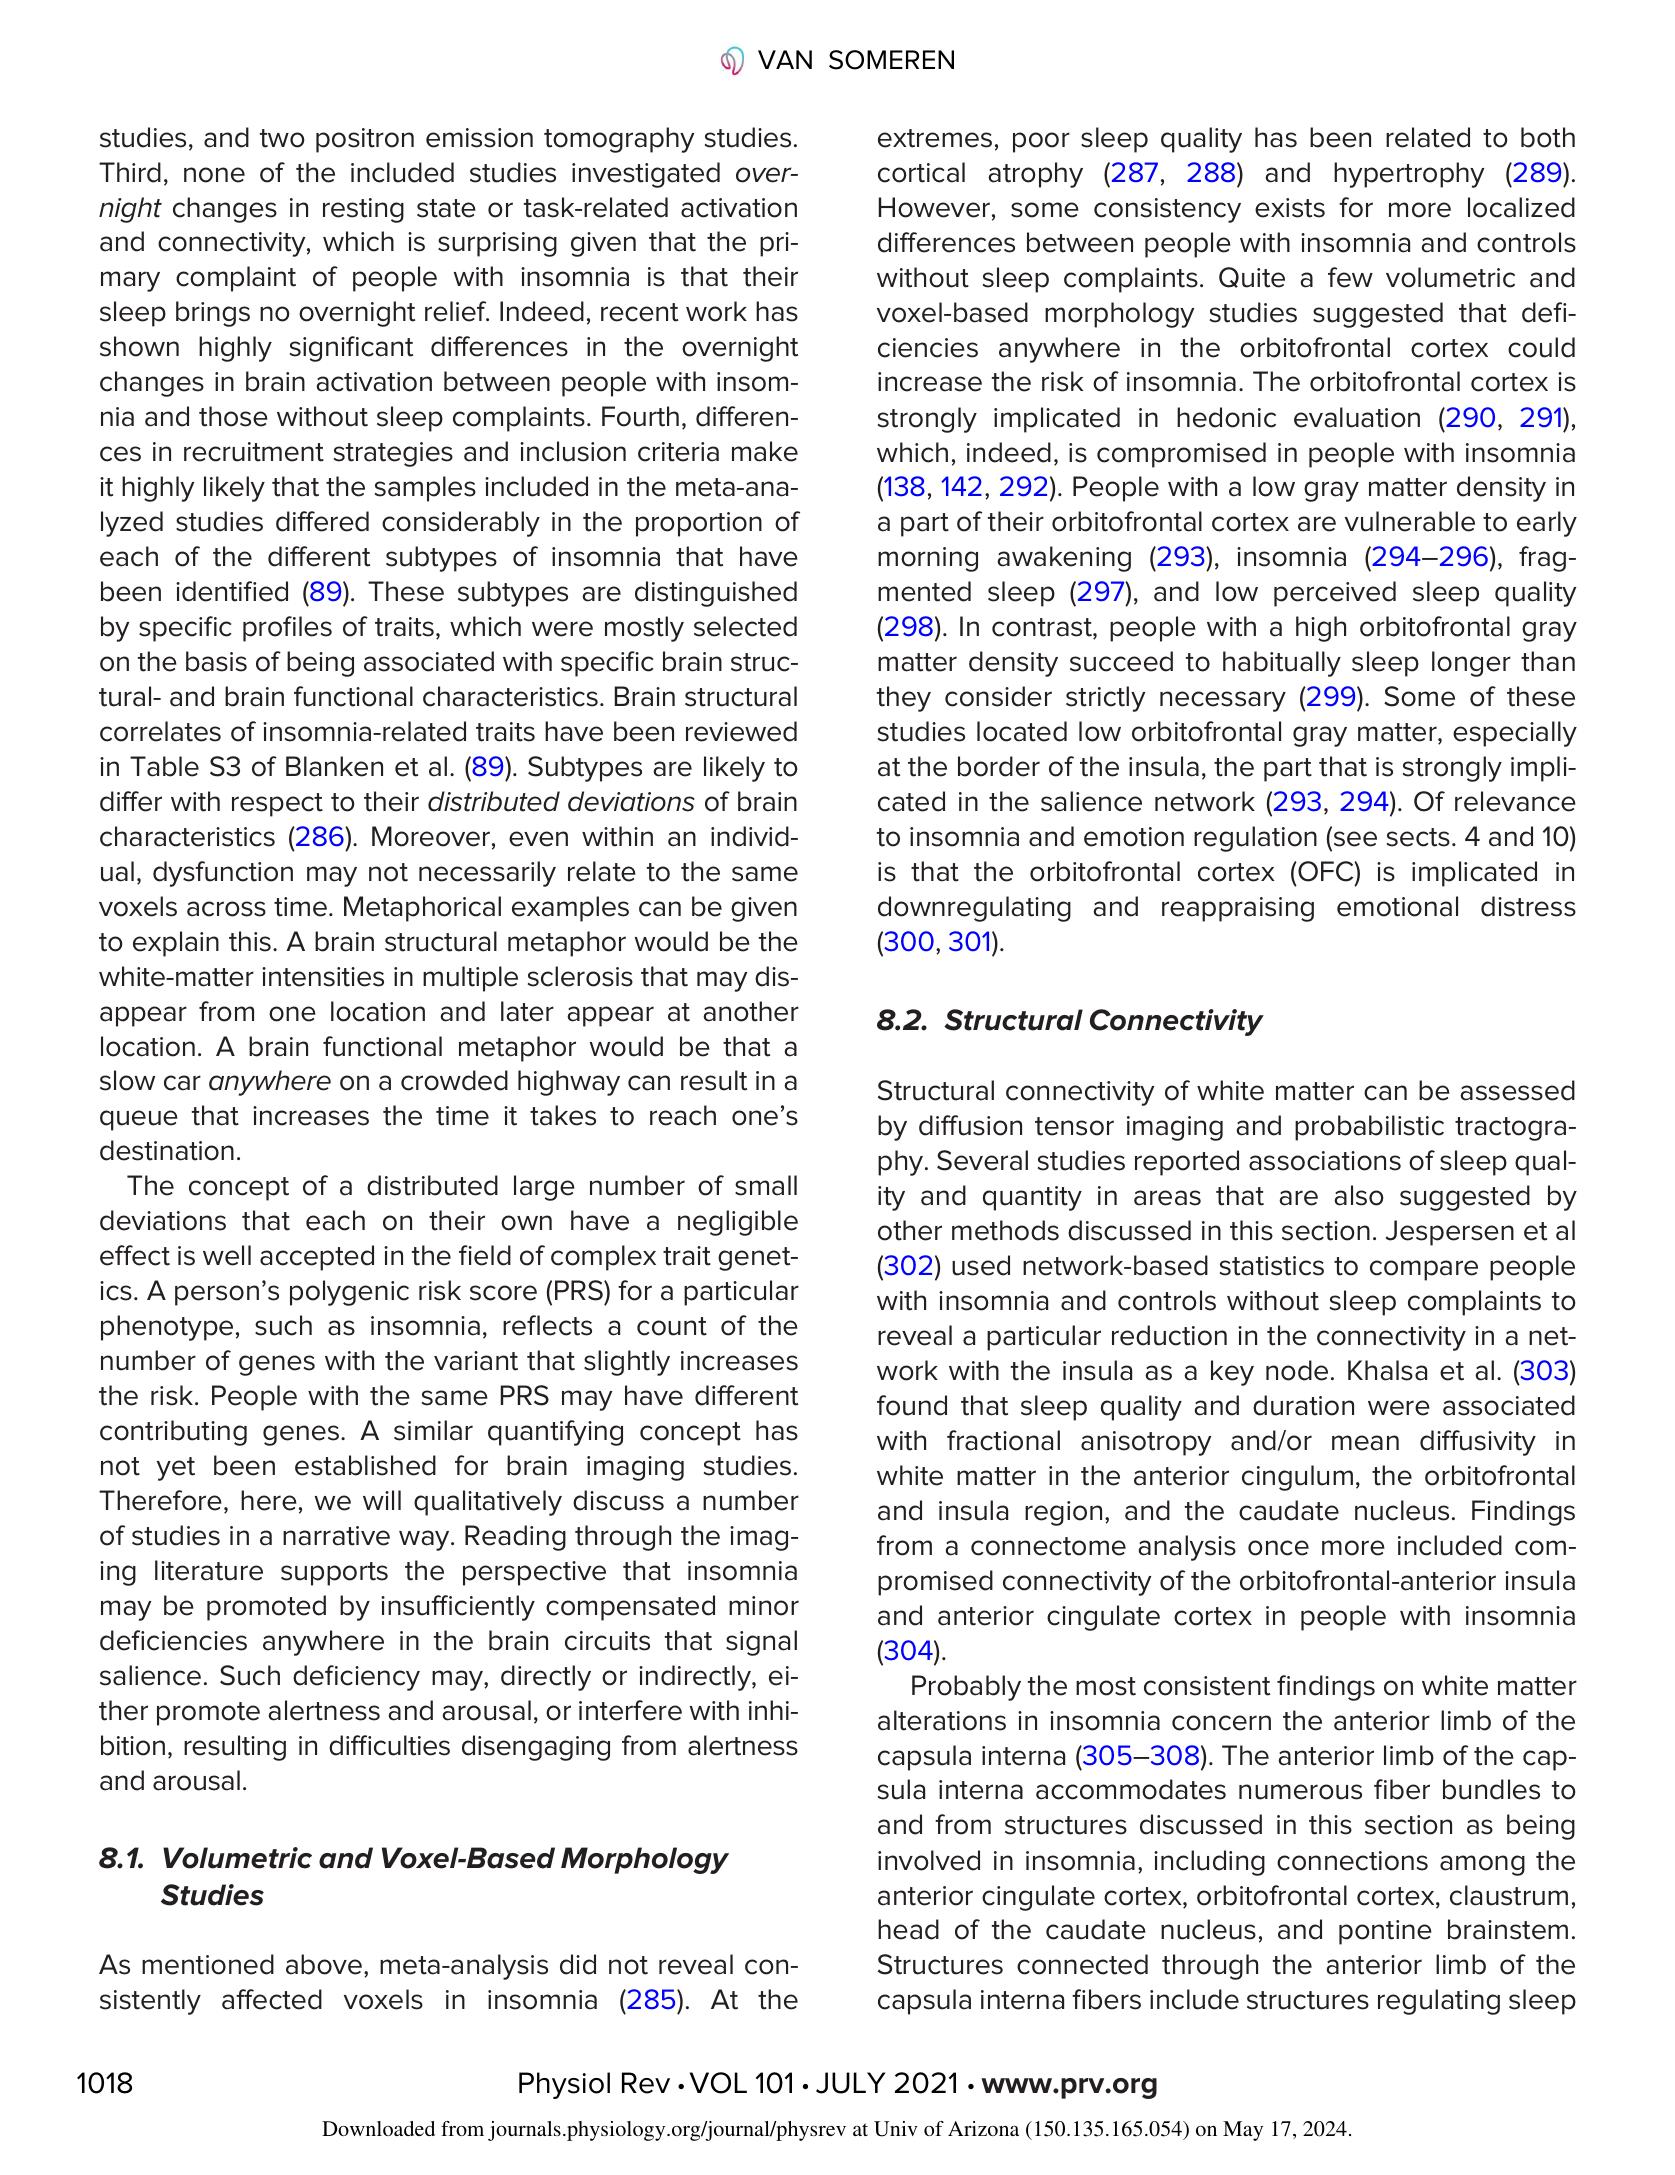 VAN SOMEREN
studies, and two positron emission tomography studies.
Third, none of the included studies investigated over-
night changes in resting state or task-related activation
and connectivity, which is surprising given that the pri-
mary complaint of people with insomnia is that their
sleep brings no overnight relief. Indeed, recent work has
shown highly significant differences in the overnight
changes in brain activation between people with insom-
nia and those without sleep complaints. Fourth, differen-
ces in recruitment strategies and inclusion criteria make
it highly likely that the samples included in the meta-ana-
lyzed studies differed considerably in the proportion of
each of the different subtypes of insomnia that have
been identified (89). These subtypes are distinguished
by specific profiles of traits, which were mostly selected
on the basis of being associated with specific brain struc-
tural- and brain functional characteristics. Brain structural
correlates of insomnia-related traits have been reviewed
in Table S3 of Blanken et al. (89). Subtypes are likely to
differ with respect to their distributed deviations of brain
characteristics (286). Moreover, even within an individ-
ual, dysfunction may not necessarily relate to the same
voxels across time. Metaphorical examples can be given
to explain this. A brain structural metaphor would be the
white-matter intensities in multiple sclerosis that may dis-
appear from one location and later appear at another
location. A brain functional metaphor would be that a
slow car anywhere on a crowded highway can result in a
queue that increases the time it takes to reach one's
destination.
The concept of a distributed large number of small
deviations that each on their own have a negligible
effect is well accepted in the field of complex trait genet-
ics. A person's polygenic risk score (PRS) for a particular
phenotype, such as insomnia, reflects a count of the
number of genes with the variant that slightly increases
the risk. People with the same PRS may have different
contributing genes. A similar quantifying concept has
not yet been established for brain imaging studies.
Therefore, here, we will qualitatively discuss a number
of studies in a narrative way. Reading through the imag-
ing literature supports the perspective that insomnia
may be promoted by insufficiently compensated minor
deficiencies anywhere in the brain circuits that signal
salience. Such deficiency may, directly or indirectly, ei-
ther promote alertness and arousal, or interfere with inhi-
bition, resulting in difficulties disengaging from alertness
and arousal.
8.1. Volumetric and Voxel-Based Morphology
Studies
As mentioned above, meta-analysis did not reveal con-
sistently affected voxels in insomnia (285). At the
extremes, poor sleep quality has been related to both
cortical atrophy (287, 288) and hypertrophy (289).
However, some consistency exists for more localized
differences between people with insomnia and controls
without sleep complaints. Quite a few volumetric and
voxel-based morphology studies suggested that defi-
ciencies anywhere in the orbitofrontal cortex could
increase the risk of insomnia. The orbitofrontal cortex is
strongly implicated in hedonic evaluation (290, 291),
which, indeed, is compromised in people with insomnia
(138, 142, 292). People with a low gray matter density in
a part of their orbitofrontal cortex are vulnerable to early
morning awakening (293), insomnia (294–296), frag-
mented sleep (297), and low perceived sleep quality
(298). In contrast, people with a high orbitofrontal gray
matter density succeed to habitually sleep longer than
they consider strictly necessary (299). Some of these
studies located low orbitofrontal gray matter, especially
at the border of the insula, the part that is strongly impli-
cated in the salience network (293, 294). Of relevance
to insomnia and emotion regulation (see sects. 4 and 10)
is that the orbitofrontal cortex (OFC) is implicated in
downregulating and reappraising emotional distress
(300, 301).
8.2. Structural Connectivity
Structural connectivity of white matter can be assessed
by diffusion tensor imaging and probabilistic tractogra-
phy. Several studies reported associations of sleep qual-
ity and quantity in areas that are also suggested by
other methods discussed in this section. Jespersen et al
(302) used network-based statistics to compare people
with insomnia and controls without sleep complaints to
reveal a particular reduction in the connectivity in a net-
work with the insula as a key node. Khalsa et al. (303)
found that sleep quality and duration were associated
with fractional anisotropy and/or mean diffusivity in
white matter in the anterior cingulum, the orbitofrontal
and insula region, and the caudate nucleus. Findings
from a connectome analysis once more included com-
promised connectivity of the orbitofrontal-anterior insula
and anterior cingulate cortex in people with insomnia
(304).
Probably the most consistent findings on white matter
alterations in insomnia concern the anterior limb of the
capsula interna (305–308). The anterior limb of the cap-
sula interna accommodates numerous fiber bundles to
and from structures discussed in this section as being
involved in insomnia, including connections among the
anterior cingulate cortex, orbitofrontal cortex, claustrum,
head of the caudate nucleus, and pontine brainstem.
Structures connected through the anterior limb of the
capsula interna fibers include structures regulating sleep
1018
Physiol Rev • VOL 101 • JULY 2021 • www.prv.org
Downloaded from journals.physiology.org/journal/physrev at Univ of Arizona (150.135.165.054) on May 17, 2024.